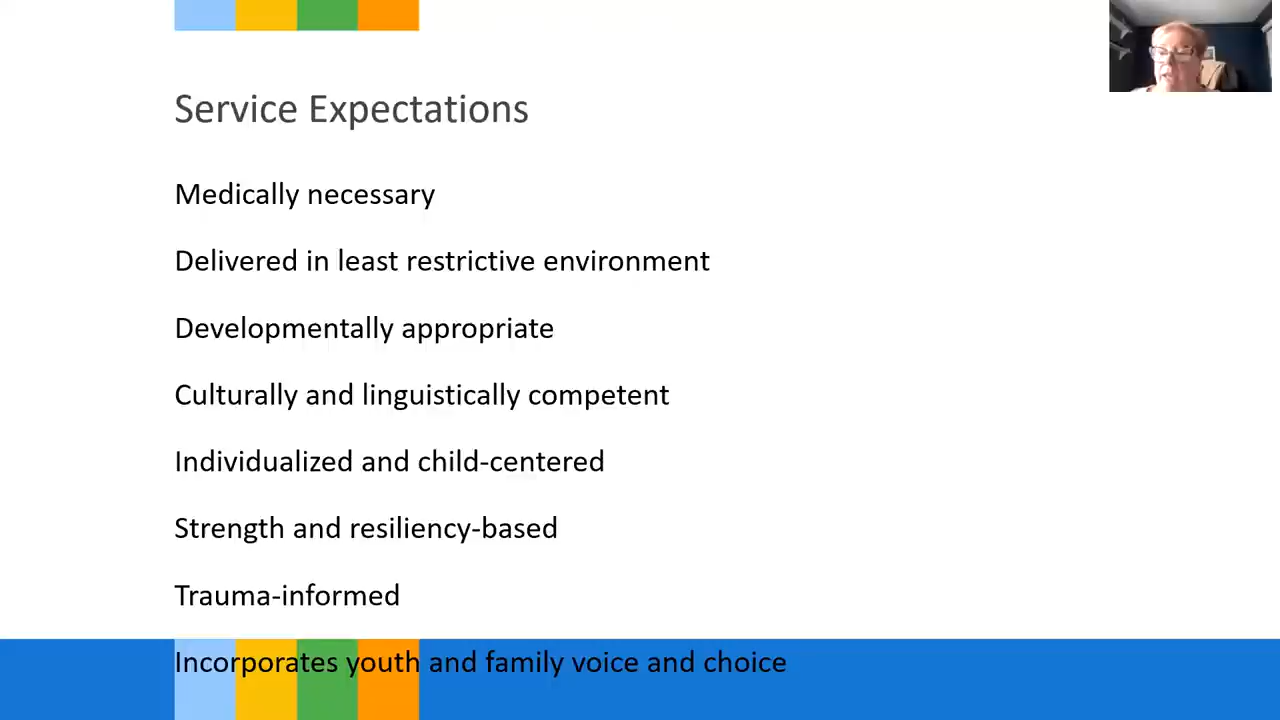 Service Expectations
Medically necessary
Delivered in least restrictive environment
Developmentally appropriate
Culturally and linguistically competent
Individualized and child-centered
Strength and resiliency-based
Trauma-informed
Incorporates youth and family voice and choice